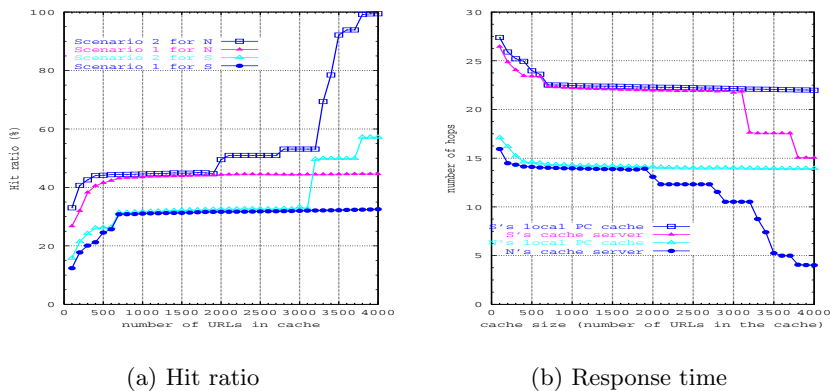 100
80
60
40
20
0
Hit ratio (%)
Scenario 2 for N
Scenario 1 for N
Scenario 2 for S
Scenario 1 for S
0 500 1000 1500 2000 2500 3000 3500 4000
number of URLs in cache
(a) Hit ratio
30
25
20
15
10
5
0
number of hops
S's local PC cache
S's cache server
N's local PC cache
N's cache server
0 500 1000 1500 2000 2500 3000 3500 4000
cache size (number of URLs in the cache)
(b) Response time